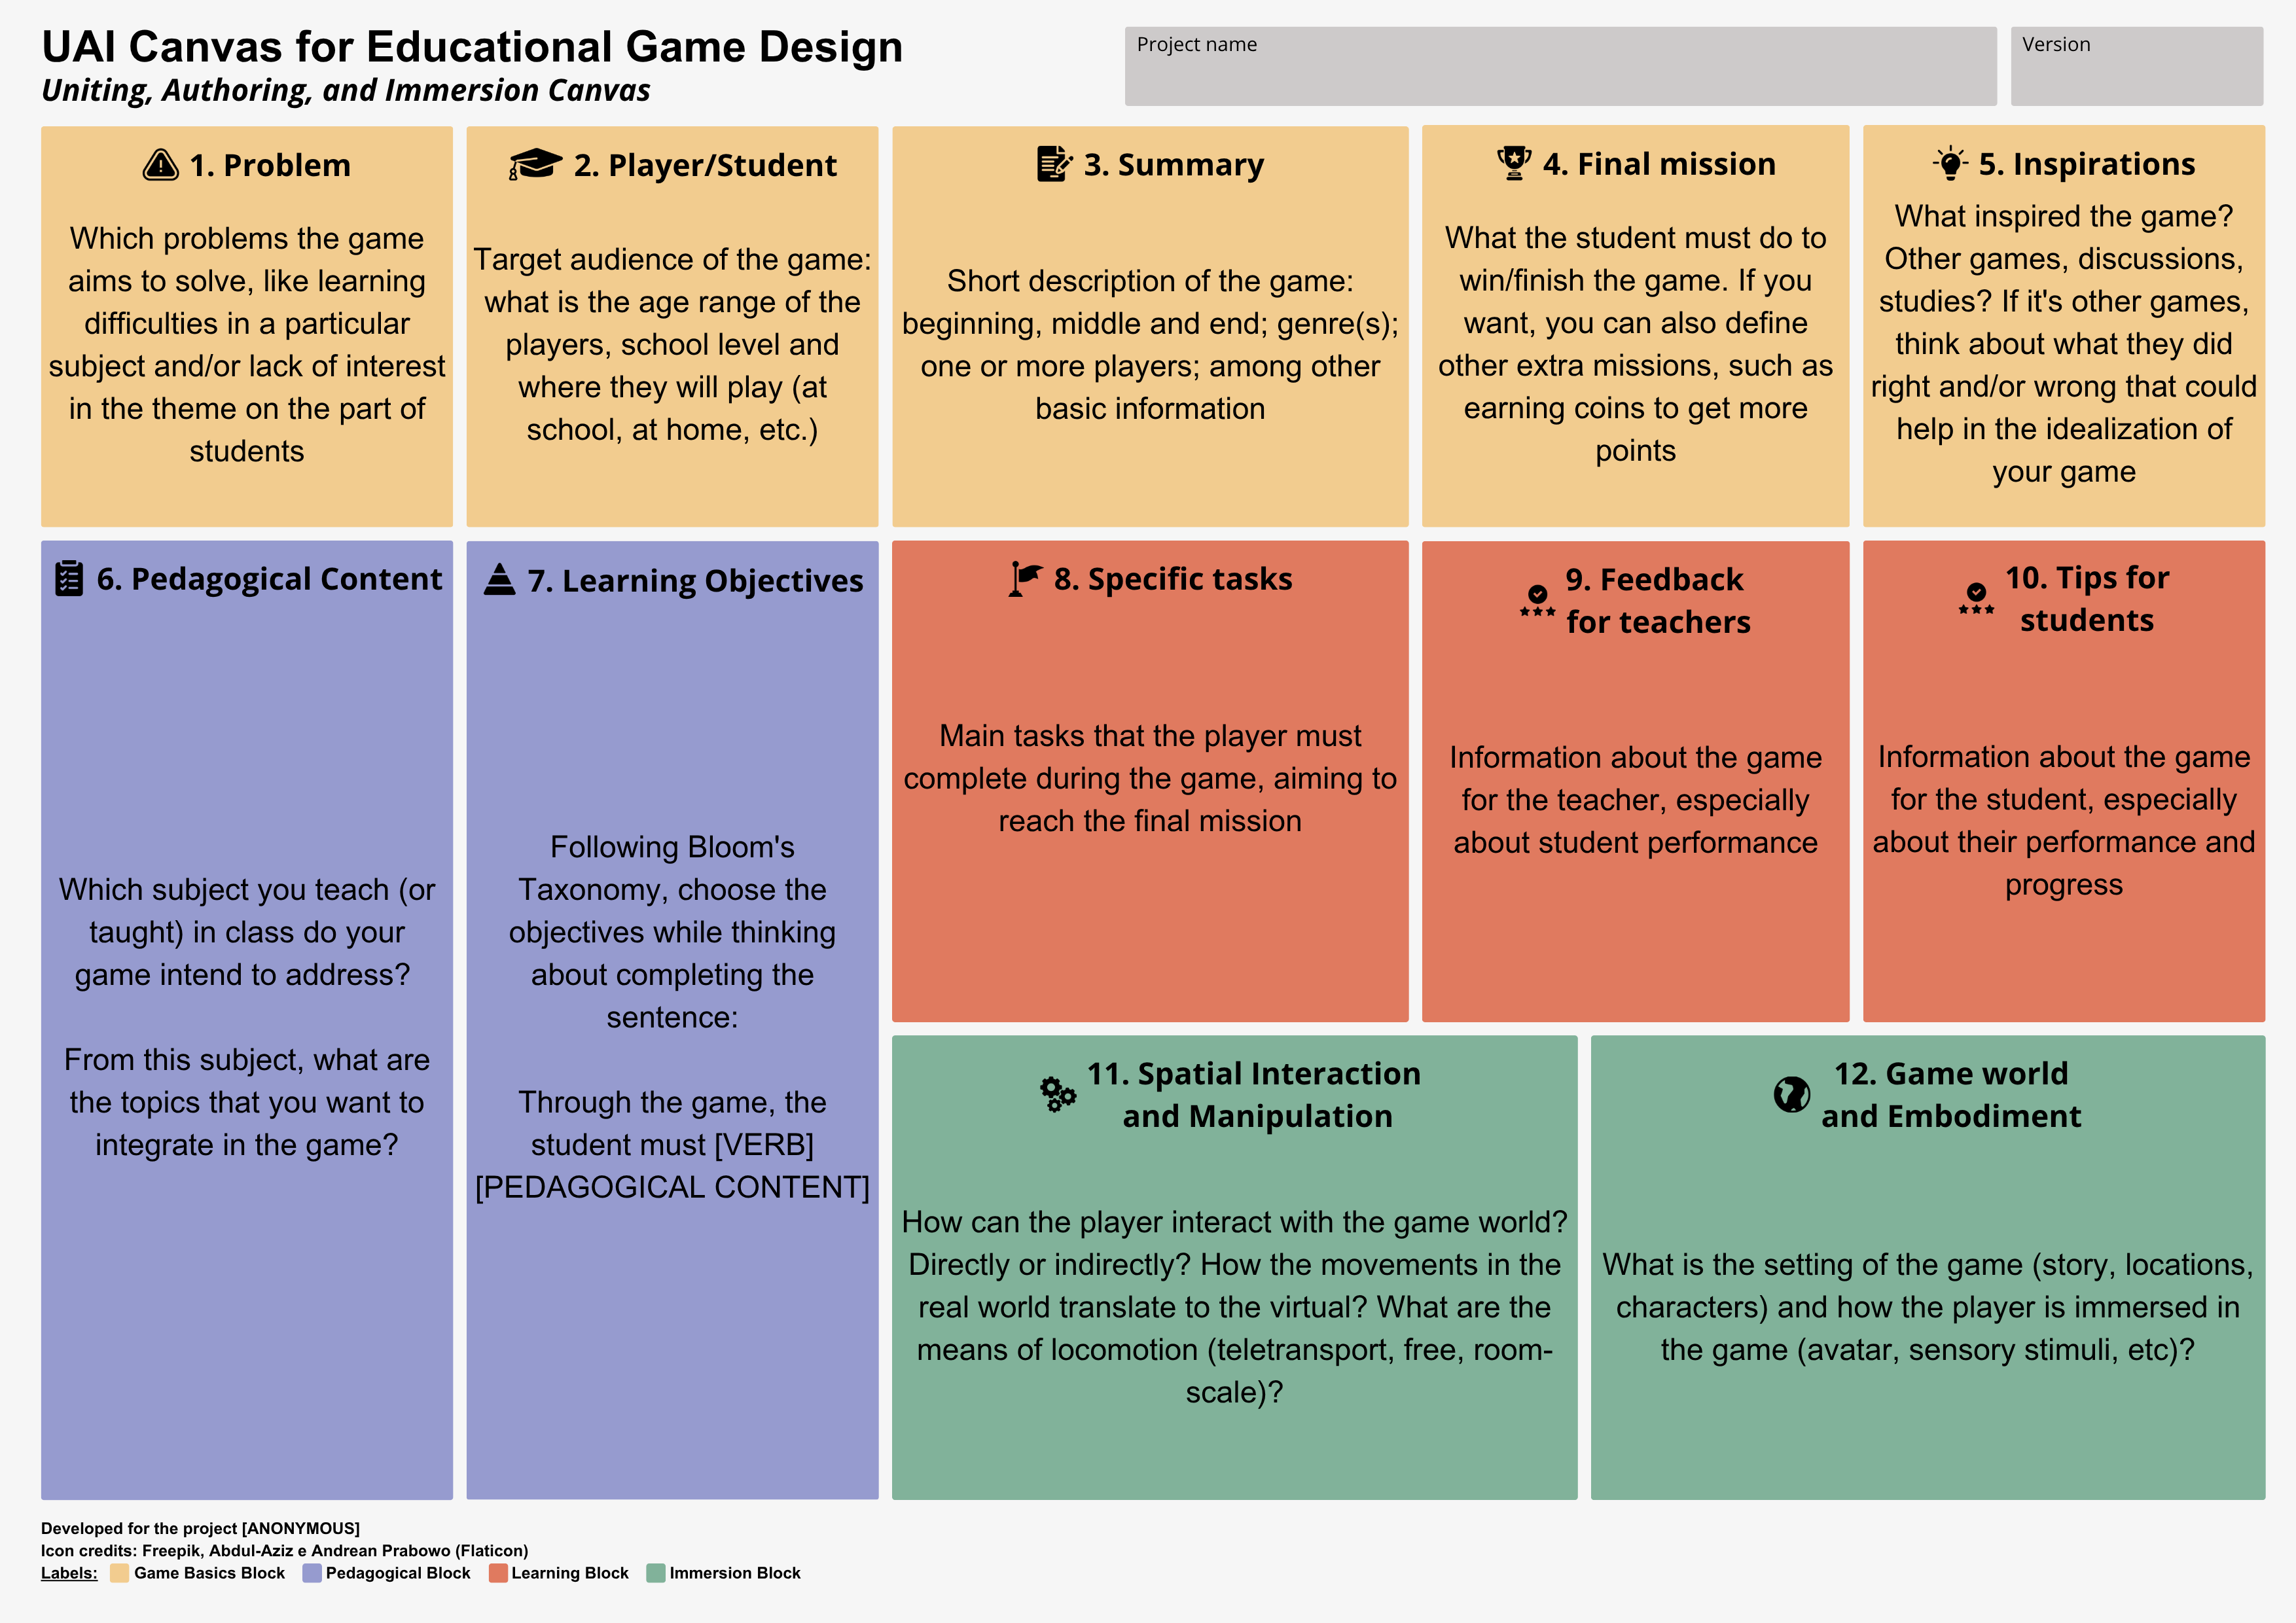 UAI Canvas for Educational Game Design
Uniting, Authoring, and Immersion Canvas
Project name
Version
1. Problem
Which problems the game
aims to solve, like learning
difficulties in a particular
subject and/or lack of interest
in the theme on the part of
students
2. Player/Student
Target audience of the game:
what is the age range of the
players, school level and
where they will play (at
school, at home, etc.)
3. Summary
Short description of the game:
beginning, middle and end; genre(s);
one or more players; among other
basic information
4. Final mission
What the student must do to
win/finish the game. If you
want, you can also define
other extra missions, such as
earning coins to get more
points
5. Inspirations
What inspired the game?
Other games, discussions,
studies? If it's other games,
think about what they did
right and/or wrong that could
help in the idealization of
your game
6. Pedagogical Content
Which subject you teach (or
taught) in class do your
game intend to address?
From this subject, what are
the topics that you want to
integrate in the game?
7. Learning Objectives
Following Bloom's
Taxonomy, choose the
objectives while thinking
about completing the
sentence:
Through the game, the
student must [VERB]
[PEDAGOGICAL CONTENT]
8. Specific tasks
Main tasks that the player must
complete during the game, aiming to
reach the final mission
9. Feedback
for teachers
Information about the game
for the teacher, especially
about student performance
10. Tips for
students
Information about the game
for the student, especially
about their performance and
progress
11. Spatial Interaction
and Manipulation
How can the player interact with the game world?
Directly or indirectly? How the movements in the
real world translate to the virtual? What are the
means of locomotion (teletransport, free, room-
scale)?
12. Game world
and Embodiment
What is the setting of the game (story, locations,
characters) and how the player is immersed in
the game (avatar, sensory stimuli, etc)?
Developed for the project [ANONYMOUS]
Icon credits: Freepik, Abdul-Aziz e Andrean Prabowo (Flaticon)
Labels: Game Basics Block Pedagogical Block Learning Block Immersion Block